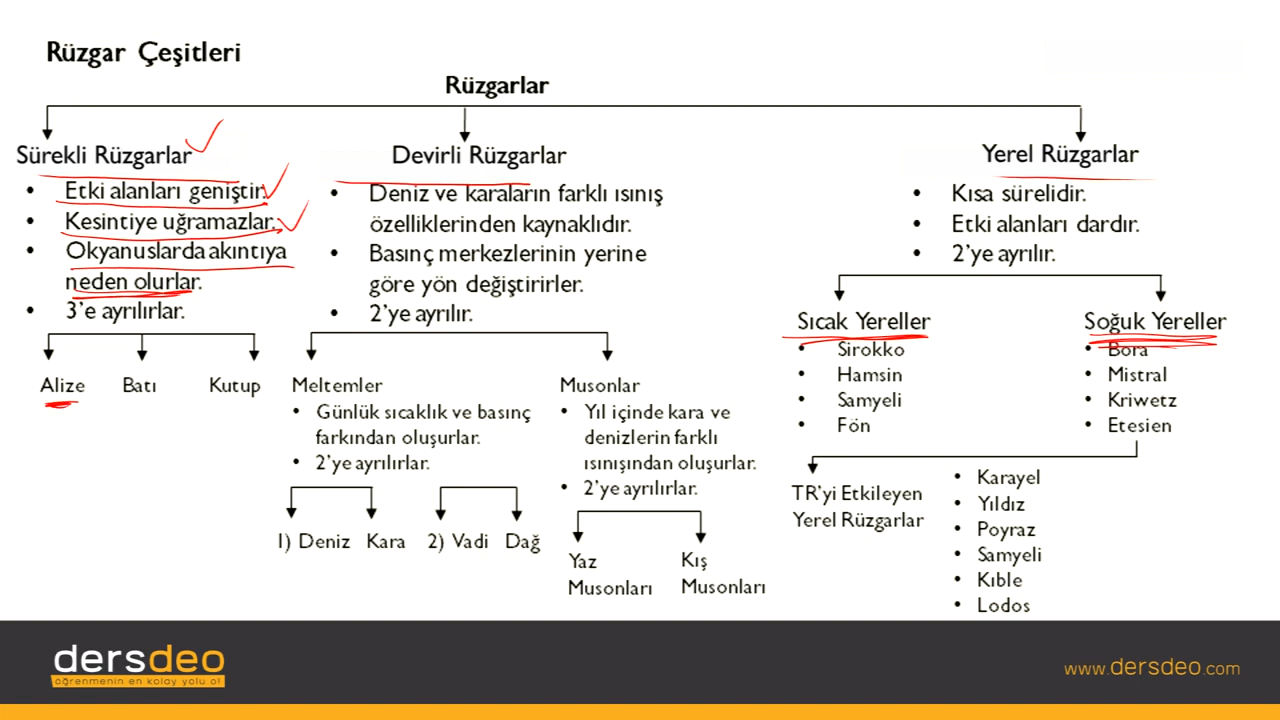 Rüzgar Çeşitleri
Rüzgarlar
Sürekli Rüzgarlar
• Etki alanları geniştir.
• Kesintiye uğramazlar.
• Okyanuslarda akıntıya
neden olurlar.
• 3'e ayrılırlar.
Alize Batı Kutup
Devirli Rüzgarlar
• Deniz ve karaların farklı ısınış
özelliklerinden kaynaklıdır.
• Basınç merkezlerinin yerine
göre yön değiştirirler.
• 2'ye ayrılır.
Meltemler
• Günlük sıcaklık ve basınç
farkından oluşurlar.
• 2'ye ayrılırlar.
1) Deniz Kara 2) Vadi Dağ
Musonlar
• Yıl içinde kara ve
denizlerin farklı
ısınışından oluşurlar.
• 2'ye ayrılırlar.
Yaz
Musonları
Kış
Musonları
Yerel Rüzgarlar
• Kısa sürelidir.
• Etki alanları dardır.
• 2'ye ayrılır.
Sıcak Yereller
• Sirokko
• Hamsin
• Samyeli
• Fön
Soğuk Yereller
• Bora
• Mistral
• Kriwetz
• Etesien
TR'yi Etkileyen
Yerel Rüzgarlar
• Karayel
• Yıldız
• Poyraz
• Samyeli
• Kıble
• Lodos
dersdeo
öğrenmenin en kolay yolu o!
www.dersdeo.com